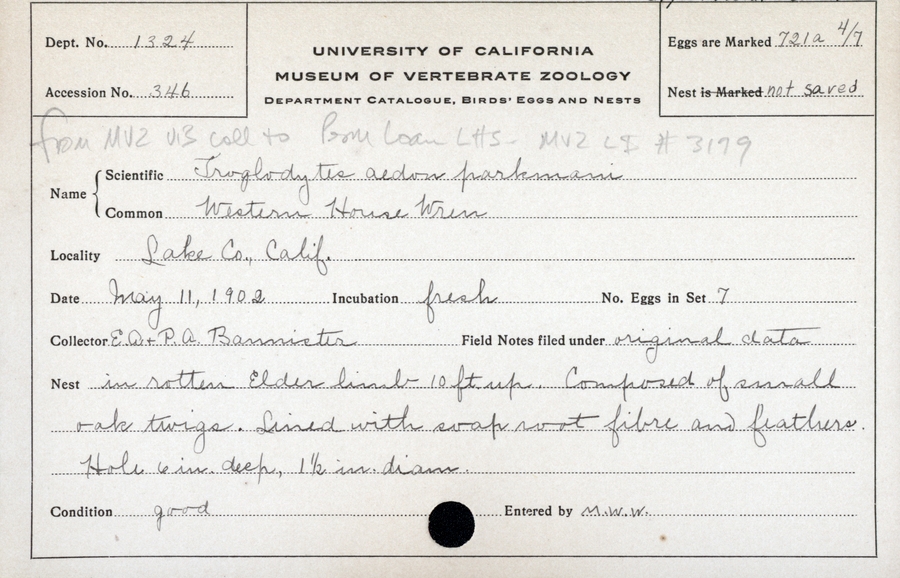 Dept. No. 1324
Accession No. 346
UNIVERSITY OF CALIFORNIA
MUSEUM OF VERTEBRATE ZOOLOGY
DEPARTMENT CATALOGUE, BIRDS' EGGS AND NESTS
Eggs are Marked 721a 4/7
Nest is Marked not saved
from MVZ coll to Perm Loan LHS - MVZ # 3179
Name
Scientific Troglodytes aedon parkmani
Common Western House Wren
Locality Lake Co., Calif.
Date May 11, 1902 Incubation fresh No. Eggs in Set 7
Collector E.A. + P.A. Bannister Field Notes filed under original data
Nest in rotten Elder limb 10 ft. up. Composed of small
oak twigs. Lined with soap root fibre and feathers.
Hole 6 in. deep, 1½ in. diam.
Condition good Entered by M.W.W.